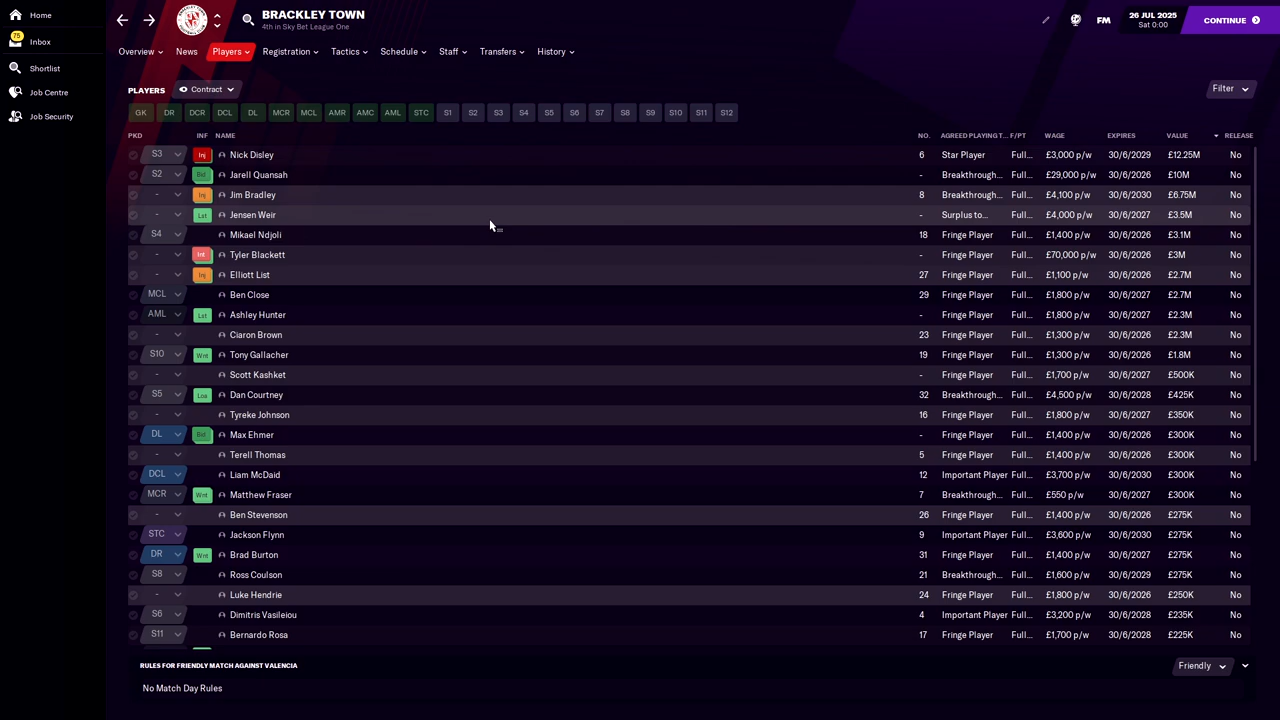 Home
75
Inbox
Shortlist
Job Centre
Job Security
BRACKLEY TOWN
4th in Sky Bet League One
FM
26 JUL 2025
Sat 0:00
CONTINUE
Overview
News
Players
Registration
Tactics
Schedule
Staff
Transfers
History
PLAYERS
Contract
Filter
GK DR DCR DCL DL MCR MCL AMR AMC AML STC S1 S2 S3 S4 S5 S6 S7 S8 S9 S10 S11 S12
PKD INF NAME NO. AGREED PLAYING T... F/PT WAGE EXPIRES VALUE RELEASE
S3 Inj Nick Disley 6 Star Player Full... £3,000 p/w 30/6/2029 £12.25M No
S2 Bid Jarell Quansah - Full... £29,000 p/w 30/6/2026 £10M No
- Inj Jim Bradley 8 Breakthrough... Full... £4,100 p/w 30/6/2030 £6.75M No
- Lst Jensen Weir - Surplus to... Full... £4,000 p/w 30/6/2027 £3.5M No
S4 Mikael Ndjoli 18 Fringe Player Full... £1,400 p/w 30/6/2026 £3.1M No
- Int Tyler Blackett - Fringe Player Full... £70,000 p/w 30/6/2026 £3M No
- Inj Elliott List 27 Fringe Player Full... £1,100 p/w 30/6/2026 £2.7M No
MCL Ben Close 29 Fringe Player Full... £1,800 p/w 30/6/2027 £2.7M No
AML Lst Ashley Hunter - Fringe Player Full... £1,800 p/w 30/6/2027 £2.3M No
- Ciaron Brown 23 Fringe Player Full... £1,300 p/w 30/6/2026 £2.3M No
S10 Wnt Tony Gallacher 19 Fringe Player Full... £1,300 p/w 30/6/2026 £1.8M No
- Scott Kashket - Fringe Player Full... £1,700 p/w 30/6/2027 £500K No
S5 Loa Dan Courtney 32 Breakthrough... Full... £4,500 p/w 30/6/2028 £425K No
- Tyreke Johnson 16 Fringe Player Full... £1,800 p/w 30/6/2027 £350K No
DL Bid Max Ehmer - Fringe Player Full... £1,400 p/w 30/6/2026 £300K No
- Terell Thomas 5 Fringe Player Full... £1,400 p/w 30/6/2026 £300K No
DCL Liam McDaid 12 Important Player Full... £3,700 p/w 30/6/2030 £300K No
MCR Wnt Matthew Fraser 7 Breakthrough... Full... £550 p/w 30/6/2027 £300K No
- Ben Stevenson 26 Fringe Player Full... £1,400 p/w 30/6/2026 £275K No
STC Jackson Flynn 9 Important Player Full... £3,600 p/w 30/6/2030 £275K No
DR Wnt Brad Burton 31 Fringe Player Full... £1,400 p/w 30/6/2027 £275K No
S8 Ross Coulson 21 Breakthrough... Full... £1,600 p/w 30/6/2029 £275K No
- Luke Hendrie 24 Fringe Player Full... £1,800 p/w 30/6/2026 £250K No
S6 Dimitris Vasileiou 4 Important Player Full... £3,200 p/w 30/6/2028 £235K No
S11 Bernardo Rosa 17 Fringe Player Full... £1,700 p/w 30/6/2028 £225K No
RULES FOR FRIENDLY MATCH AGAINST VALENCIA
Friendly
No Match Day Rules